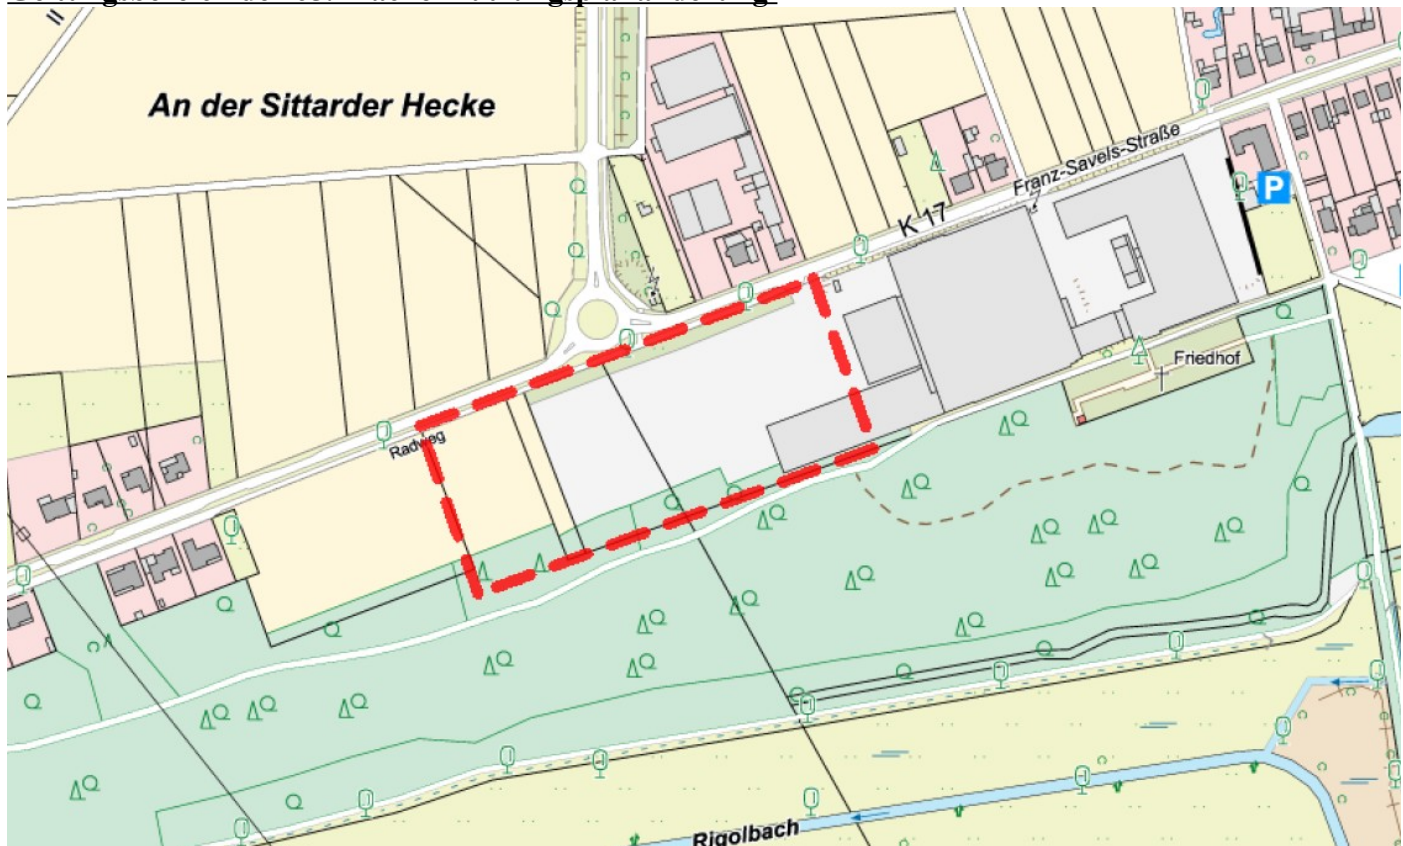 An der Sittarder Hecke
Franz-Savels-Straße
K 17
P
Friedhof
Radweg
Rigolbach